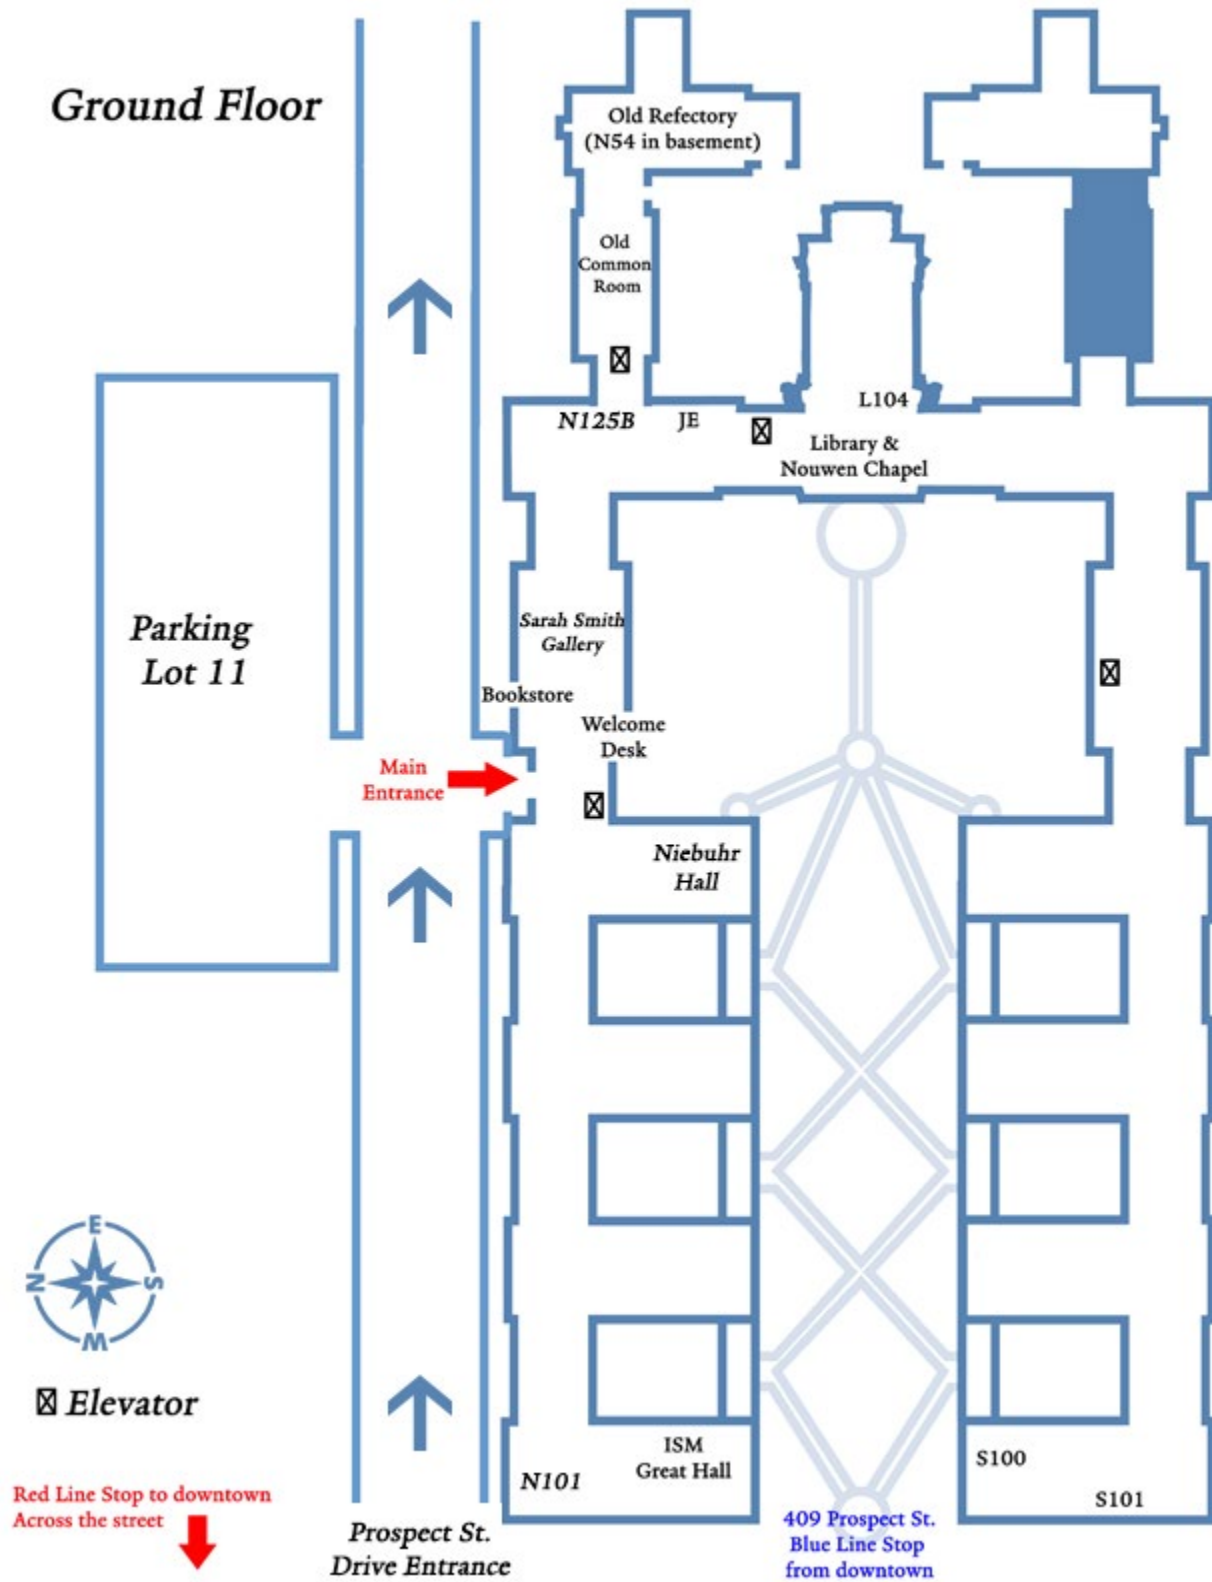 Ground Floor
Old Refectory
(N54 in basement)
Old
Common
Room
N125B
JE
L104
Library &
Nouwen Chapel
Parking
Lot 11
Sarah Smith
Gallery
Bookstore
Welcome
Desk
Main
Entrance
Niebuhr
Hall
E
N
S
W
Elevator
ISM
Great Hall
N101
S100
S101
Red Line Stop to downtown
Across the street
Prospect St.
Drive Entrance
409 Prospect St.
Blue Line Stop
from downtown